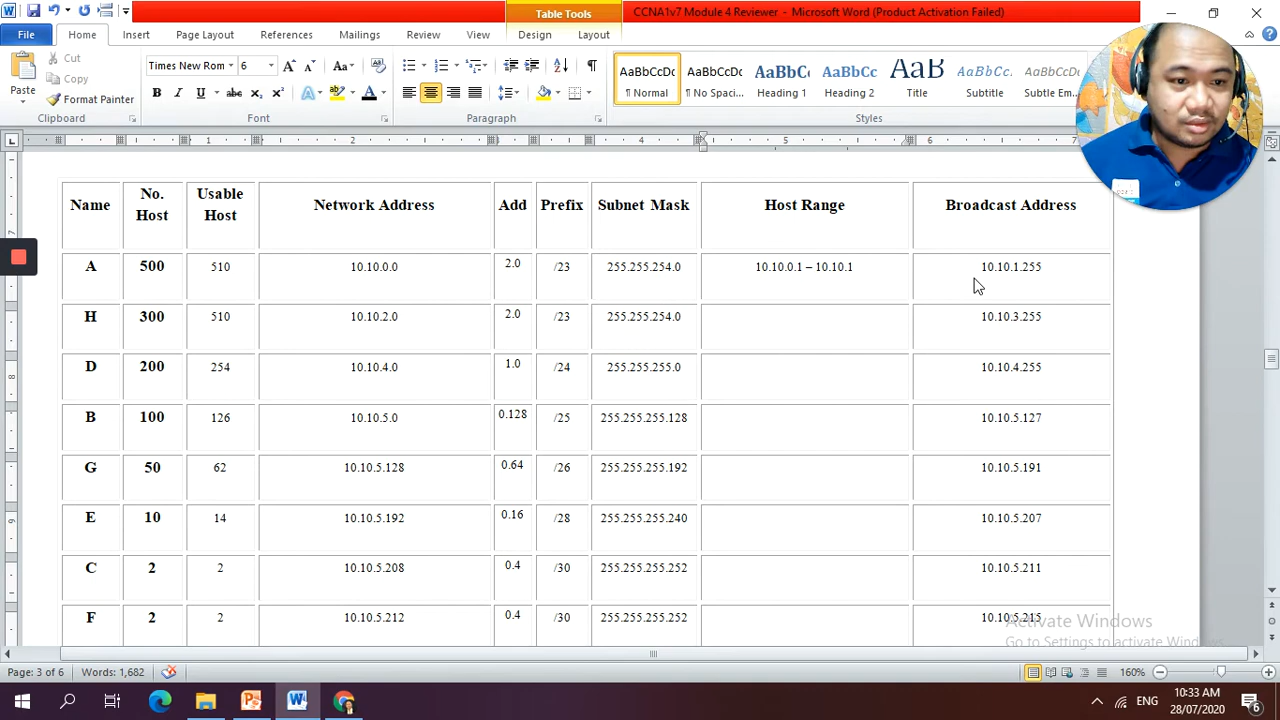 CCNA1v7 Module 4 Reviewer - Microsoft Word (Product Activation Failed)
Table Tools
File Home Insert Page Layout References Mailings Review View Design Layout
Paste
Cut
Copy
Format Painter
Clipboard
Times New Rom 6
Font
Paragraph
AaBbCcDc AaBbCcDc AaBbC AaBbCc AaB AaBbCcD AaBbCcDc
¶ Normal ¶ No Spaci... Heading 1 Heading 2 Title Subtitle Subtle Em...
Styles
Name No. Host Usable Host Network Address Add Prefix Subnet Mask Host Range Broadcast Address
A 500 510 10.10.0.0 2.0 /23 255.255.254.0 10.10.0.1 – 10.10.1 10.10.1.255
H 300 510 10.10.2.0 2.0 /23 255.255.254.0 10.10.3.255
D 200 254 10.10.4.0 1.0 /24 255.255.255.0 10.10.4.255
B 100 126 10.10.5.0 0.128 /25 255.255.255.128 10.10.5.127
G 50 62 10.10.5.128 0.64 /26 255.255.255.192 10.10.5.191
E 10 14 10.10.5.192 0.16 /28 255.255.255.240 10.10.5.207
C 2 2 10.10.5.208 0.4 /30 255.255.255.252 10.10.5.211
F 2 2 10.10.5.212 0.4 /30 255.255.255.252 10.10.5.215
Activate Windows
Go to Settings to activate Windows.
Page: 3 of 6 Words: 1,682 160%
ENG 10:33 AM
28/07/2020
6